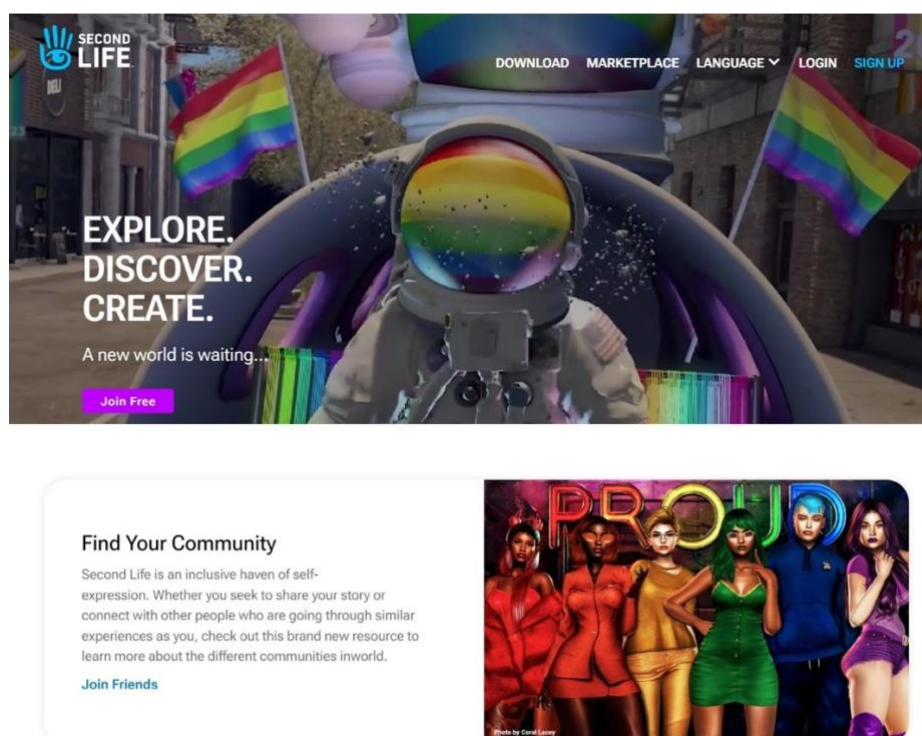 SECOND
LIFE
DOWNLOAD MARKETPLACE LANGUAGE LOGIN SIGN UP
2
DELI
EXPLORE.
DISCOVER.
CREATE.
A new world is waiting...
Join Free
Find Your Community
Second Life is an inclusive haven of self-
expression. Whether you seek to share your story or
connect with other people who are going through similar
experiences as you, check out this brand new resource to
learn more about the different communities inworld.
Join Friends
PROUD
Photo by Coral Lacey